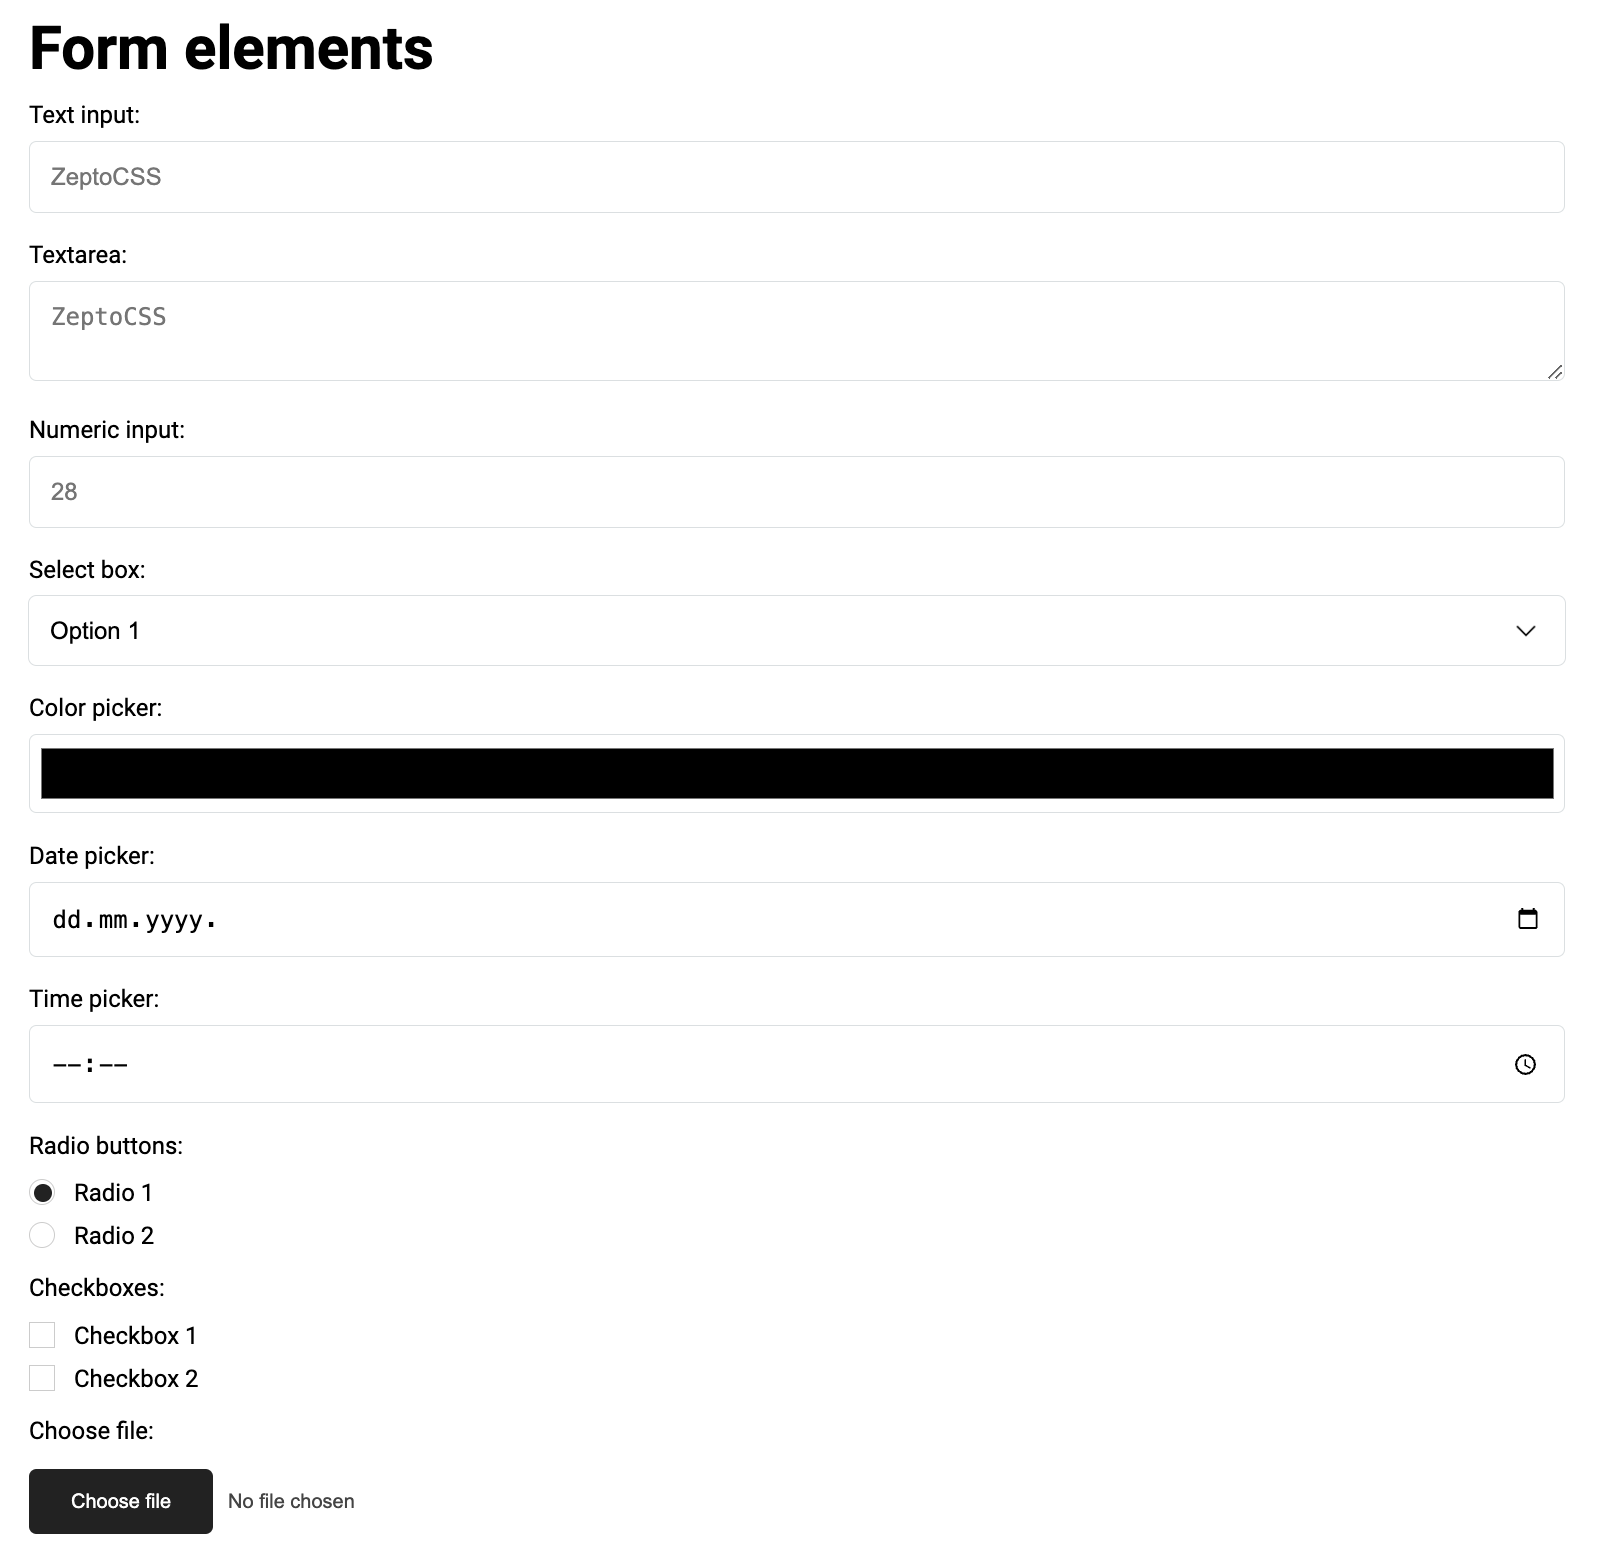 Form elements
Text input:
ZeptoCSS
Textarea:
ZeptoCSS
Numeric input:
28
Select box:
Option 1
Color picker:
Date picker:
dd.mm.yyyy.
Time picker:
--:--
Radio buttons:
Radio 1
Radio 2
Checkboxes:
Checkbox 1
Checkbox 2
Choose file:
Choose file No file chosen